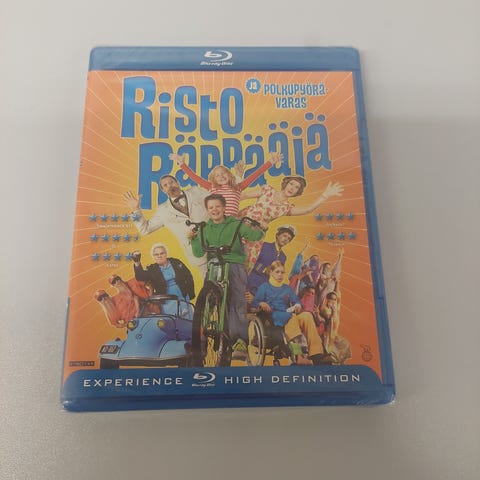 Blu-ray Disc
Risto
JA POLKUPYÖRÄ-
VARAS
Räppääjä
EXPERIENCE Blu-ray Disc HIGH DEFINITION